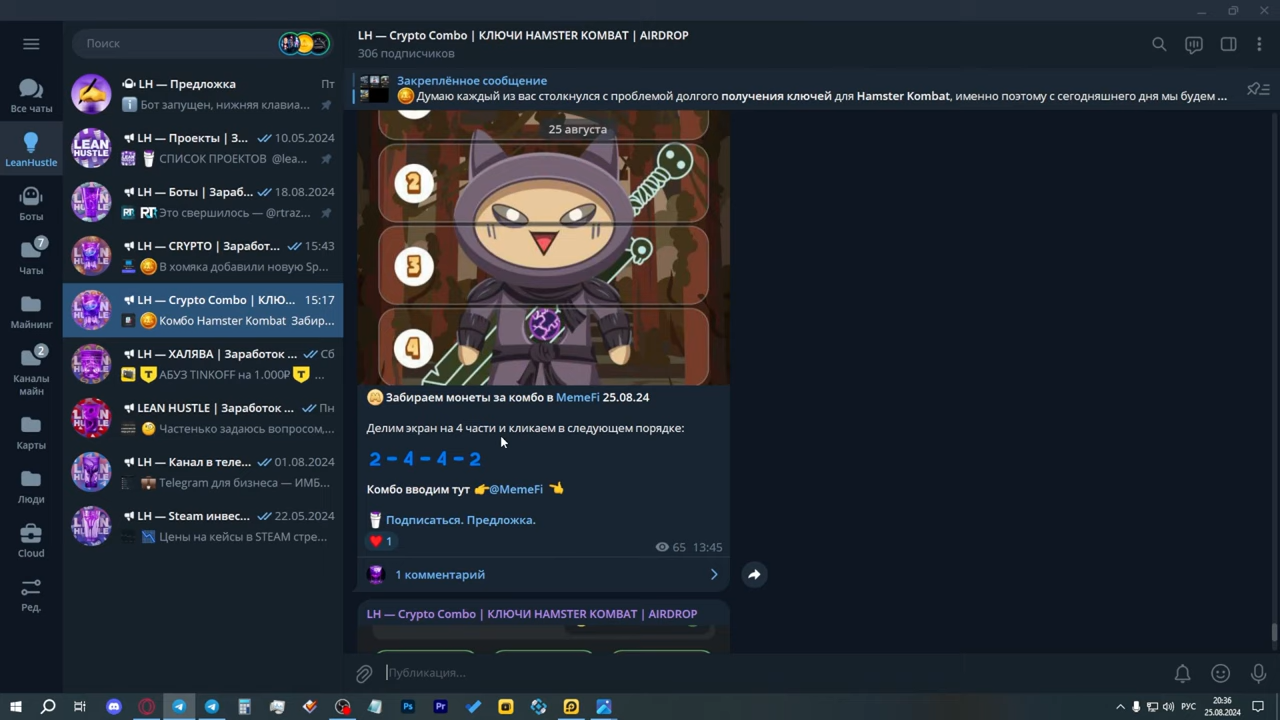 Поиск
LH — Предложка
Пт
Бот запущен, нижняя клавиа...
LH — Проекты | З...
10.05.2024
СПИСОК ПРОЕКТОВ @lea...
LH — Боты | Зараб...
18.08.2024
Это свершилось — @rtraz...
LH — CRYPTO | Заработ...
15:43
В хомяка добавили новую Sp...
LH — Crypto Combo | КЛЮ...
15:17
Комбо Hamster Kombat Забир...
LH — ХАЛЯВА | Заработок ...
Сб
АБУЗ TINKOFF на 1.000₽ ...
LEAN HUSTLE | Заработок ...
Пн
Частенько задаюсь вопросом,...
LH — Канал в теле...
01.08.2024
Telegram для бизнеса — ИМБ...
LH — Steam инвес...
22.05.2024
Цены на кейсы в STEAM стре...
Все чаты
LeanHustle
Боты
7
Чаты
Майнинг
2
Каналы
майн
Карты
Люди
Cloud
Ред.
LH — Crypto Combo | КЛЮЧИ HAMSTER KOMBAT | AIRDROP
306 подписчиков
Закреплённое сообщение
Думаю каждый из вас столкнулся с проблемой долгого получения ключей для Hamster Kombat, именно поэтому с сегодняшнего дня мы будем ...
25 августа
2
3
4
Забираем монеты за комбо в MemeFi 25.08.24
Делим экран на 4 части и кликаем в следующем порядке:
2 - 4 - 4 - 2
Комбо вводим тут @MemeFi
Подписаться. Предложка.
1
65 13:45
1 комментарий
LH — Crypto Combo | КЛЮЧИ HAMSTER KOMBAT | AIRDROP
Публикация...
Ps
Pr
РУС
20:36
25.08.2024